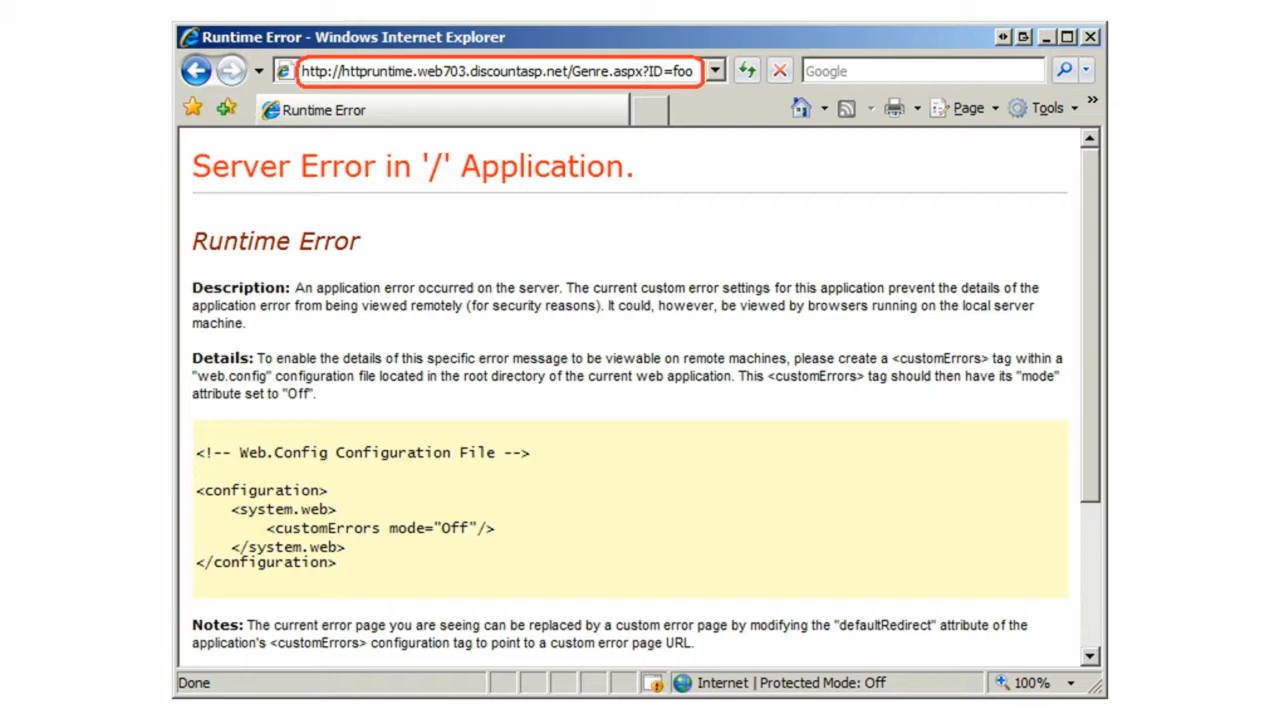 Runtime Error - Windows Internet Explorer
http://httpruntime.web703.discountasp.net/Genre.aspx?ID=foo
Google
Runtime Error
Page
Tools
»
Server Error in '/' Application.
Runtime Error
Description: An application error occurred on the server. The current custom error settings for this application prevent the details of the
application error from being viewed remotely (for security reasons). It could, however, be viewed by browsers running on the local server
machine.
Details: To enable the details of this specific error message to be viewable on remote machines, please create a <customErrors> tag within a
"web.config" configuration file located in the root directory of the current web application. This <customErrors> tag should then have its "mode"
attribute set to "Off".
<!-- Web.Config Configuration File -->
<configuration>
    <system.web>
        <customErrors mode="Off"/>
    </system.web>
</configuration>
Notes: The current error page you are seeing can be replaced by a custom error page by modifying the "defaultRedirect" attribute of the
application's <customErrors> configuration tag to point to a custom error page URL.
Done
Internet | Protected Mode: Off
100%